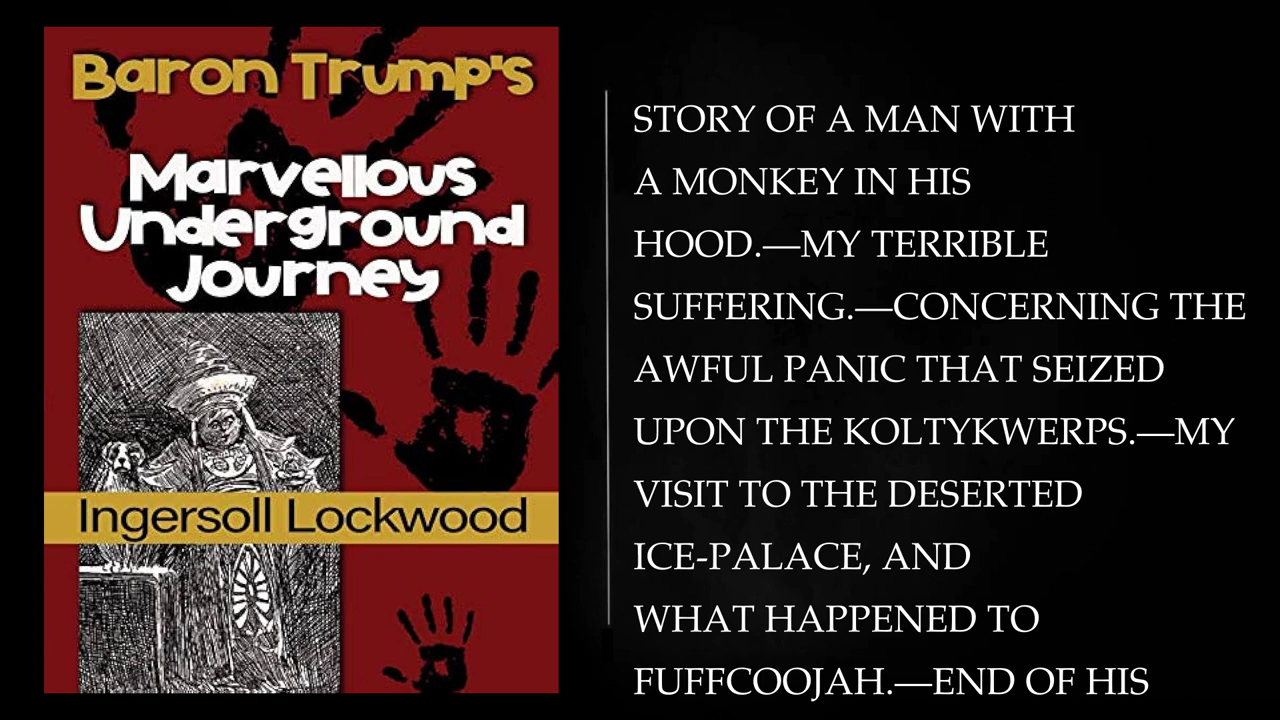 Baron Trump's
Marvellous
Underground
Journey
Ingersoll Lockwood
STORY OF A MAN WITH
A MONKEY IN HIS
HOOD.—MY TERRIBLE
SUFFERING.—CONCERNING THE
AWFUL PANIC THAT SEIZED
UPON THE KOLTYKWERPS.—MY
VISIT TO THE DESERTED
ICE-PALACE, AND
WHAT HAPPENED TO
FUFFCOOJAH.—END OF HIS